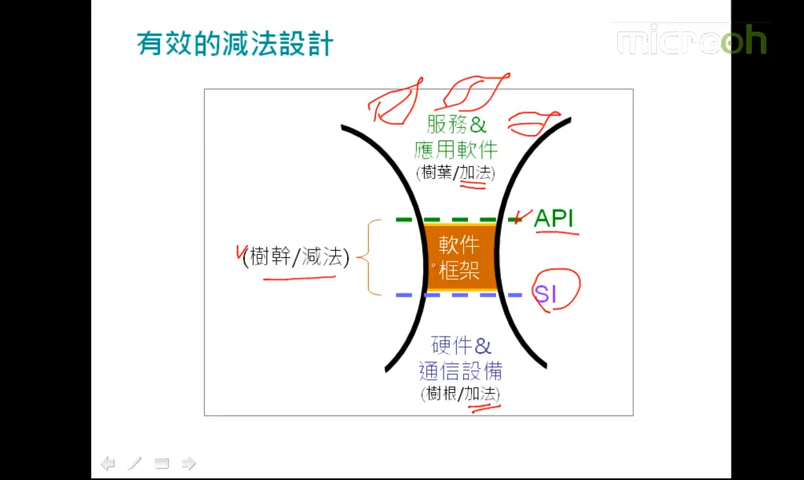 有效的減法設計
microoh
服務&
應用軟件
(樹葉/加法)
API
(樹幹/減法)
軟件
框架
SI
硬件&
通信設備
(樹根/加法)